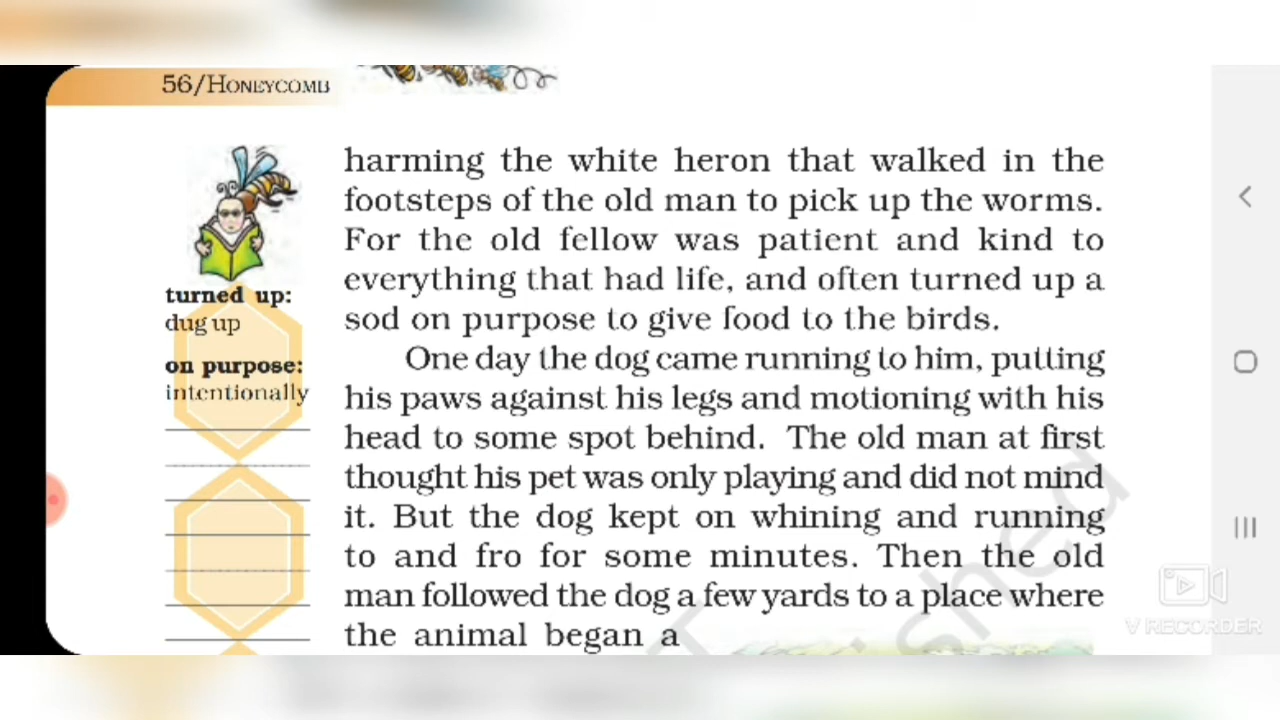 56/HONEYCOMB
harming the white heron that walked in the
footsteps of the old man to pick up the worms.
For the old fellow was patient and kind to
everything that had life, and often turned up a
sod on purpose to give food to the birds.
turned up:
dug up
on purpose:
intentionally
One day the dog came running to him, putting
his paws against his legs and motioning with his
head to some spot behind. The old man at first
thought his pet was only playing and did not mind
it. But the dog kept on whining and running
to and fro for some minutes. Then the old
man followed the dog a few yards to a place where
the animal began a
V RECORDER